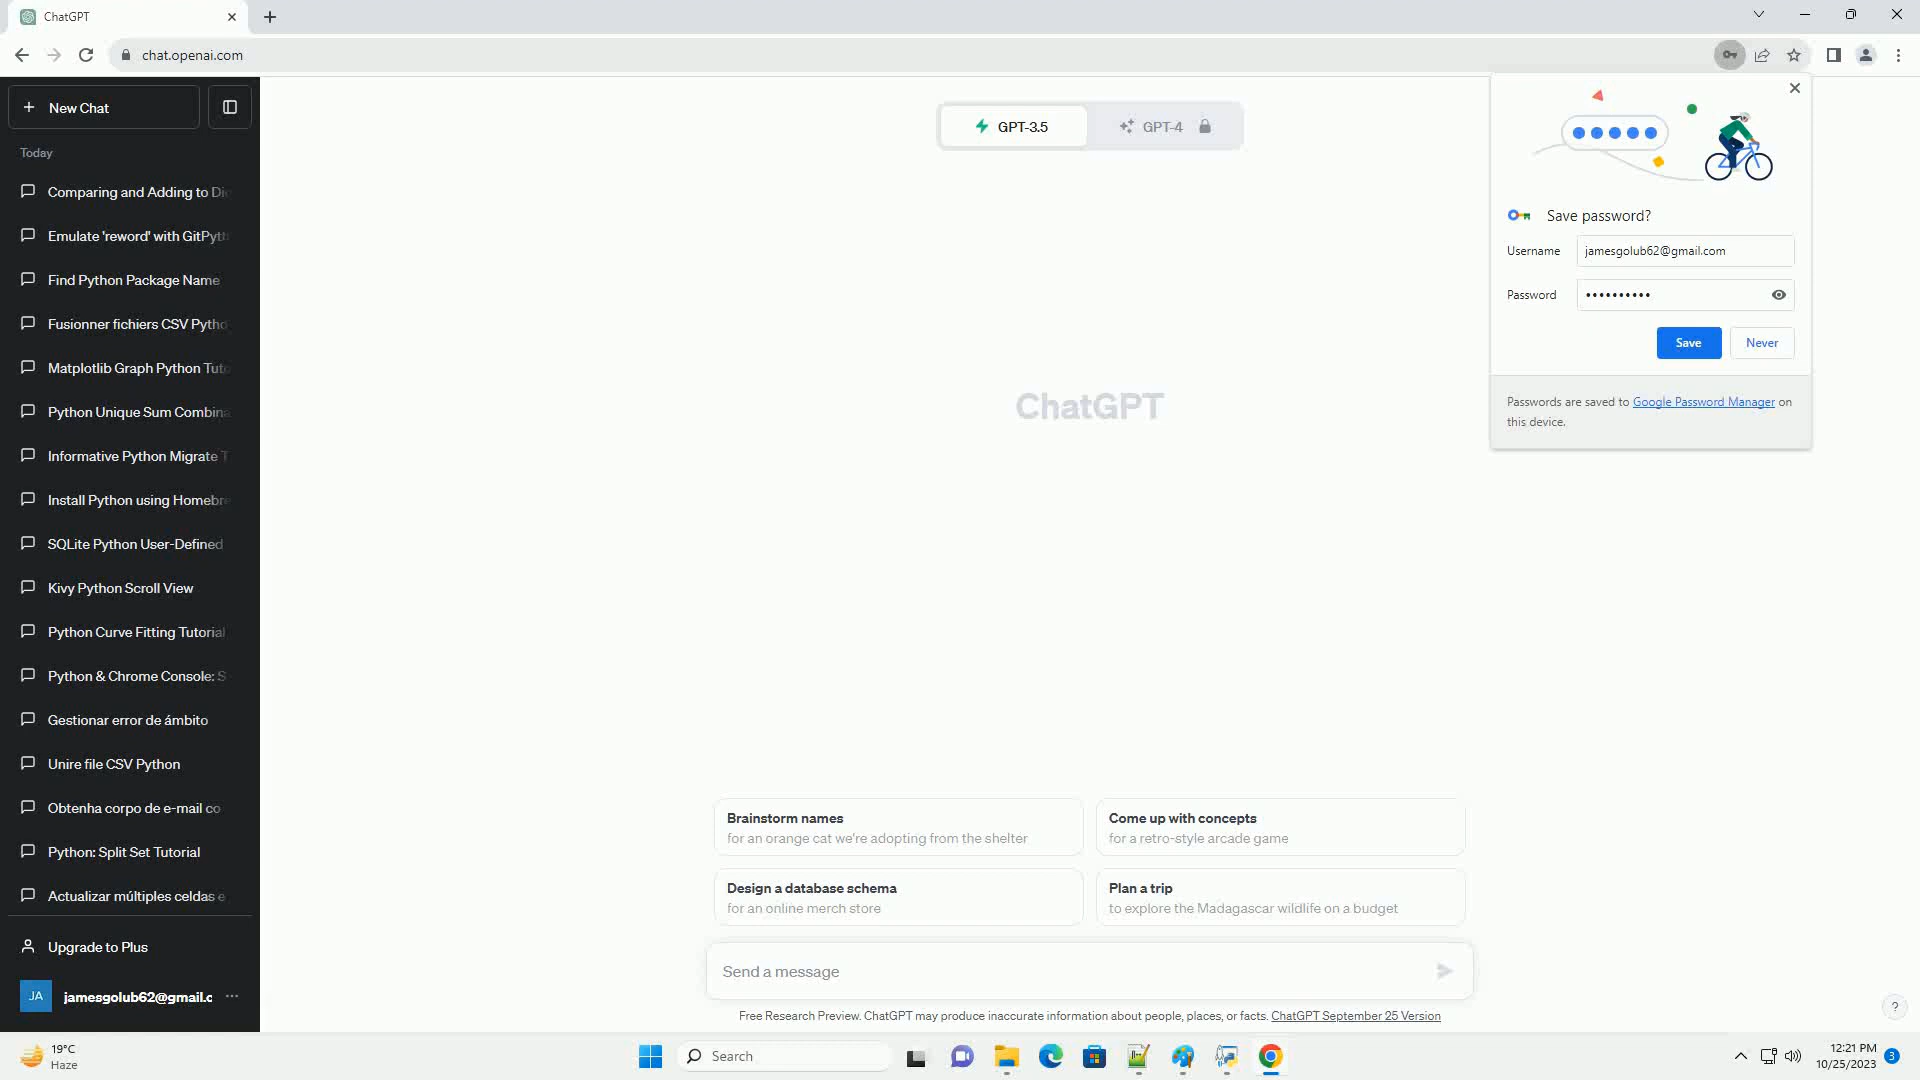 ChatGPT
chat.openai.com
New Chat
Today
Comparing and Adding to Dic
Emulate 'reword' with GitPyth
Find Python Package Name
Fusionner fichiers CSV Pytho
Matplotlib Graph Python Tuto
Python Unique Sum Combina
Informative Python Migrate T
Install Python using Homebre
SQLite Python User-Defined
Kivy Python Scroll View
Python Curve Fitting Tutorial
Python & Chrome Console: S
Gestionar error de ámbito
Unire file CSV Python
Obtenha corpo de e-mail co
Python: Split Set Tutorial
Actualizar múltiples celdas e
Upgrade to Plus
JA jamesgolub62@gmail.c
GPT-3.5
GPT-4
ChatGPT
Brainstorm names
for an orange cat we're adopting from the shelter
Come up with concepts
for a retro-style arcade game
Design a database schema
for an online merch store
Plan a trip
to explore the Madagascar wildlife on a budget
Send a message
Free Research Preview. ChatGPT may produce inaccurate information about people, places, or facts. ChatGPT September 25 Version
?
Save password?
Username jamesgolub62@gmail.com
Password ••••••••••
Save Never
Passwords are saved to Google Password Manager on
this device.
19°C
Haze
Search
12:21 PM
10/25/2023
3